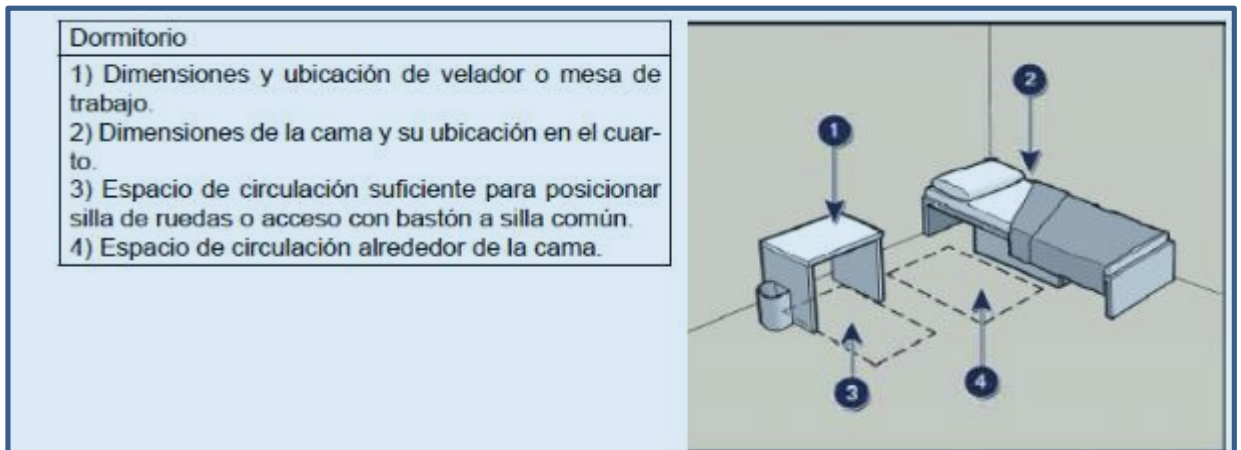 Dormitorio
1) Dimensiones y ubicación de velador o mesa de
trabajo.
2) Dimensiones de la cama y su ubicación en el cuar-
to.
3) Espacio de circulación suficiente para posicionar
silla de ruedas o acceso con bastón a silla común.
4) Espacio de circulación alrededor de la cama.
1
2
3
4